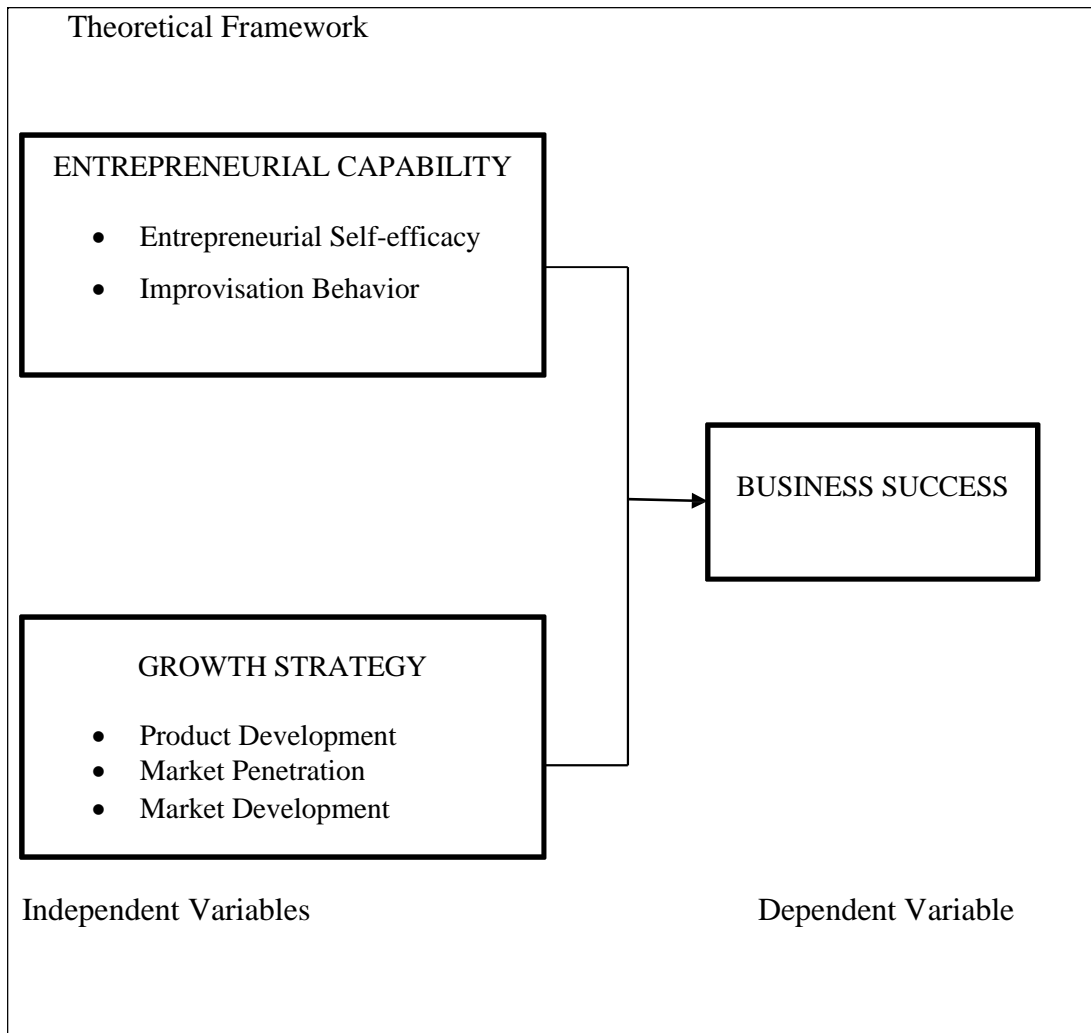 Theoretical Framework
ENTREPRENEURIAL CAPABILITY
• Entrepreneurial Self-efficacy
• Improvisation Behavior
BUSINESS SUCCESS
GROWTH STRATEGY
• Product Development
• Market Penetration
• Market Development
Independent Variables
Dependent Variable